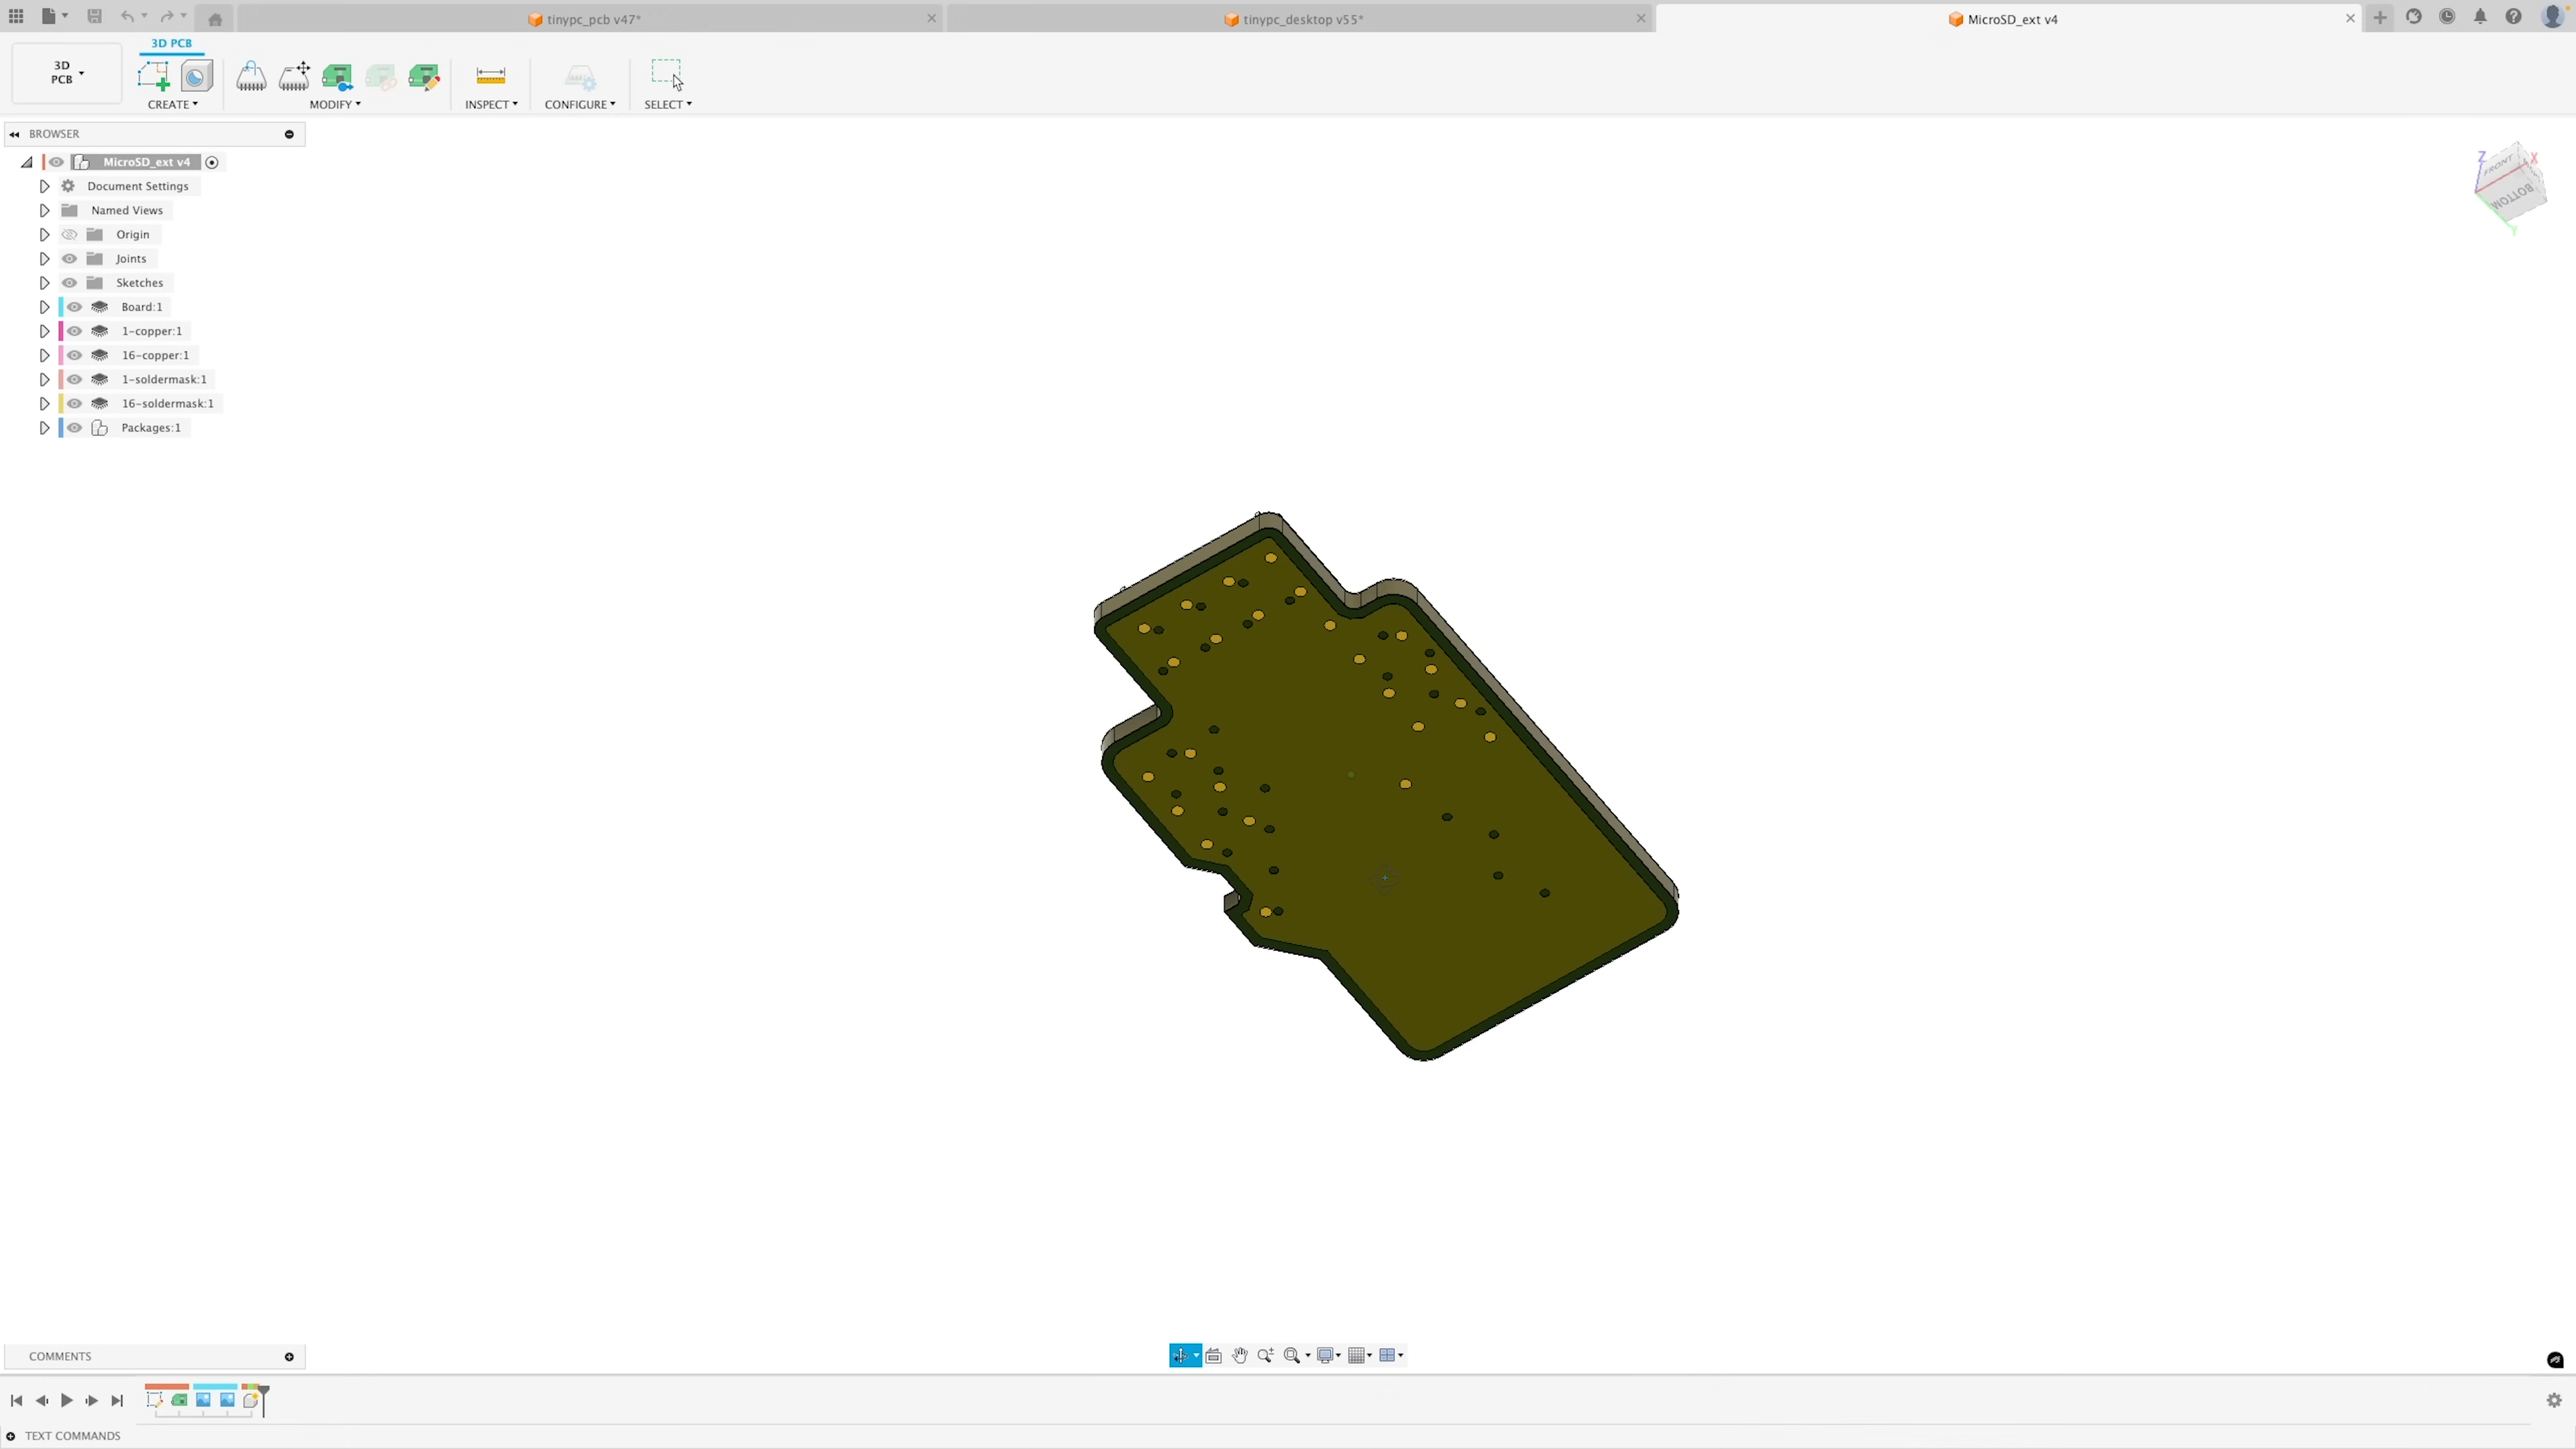 tinypc_pcb v47*
tinypc_desktop v55*
MicroSD_ext v4
3D PCB
3D
PCB
CREATE
MODIFY
INSPECT
CONFIGURE
SELECT
BROWSER
MicroSD_ext v4
Document Settings
Named Views
Origin
Joints
Sketches
Board:1
1-copper:1
16-copper:1
1-soldermask:1
16-soldermask:1
Packages:1
Z
X
FRONT
BOTTOM
Y
COMMENTS
TEXT COMMANDS